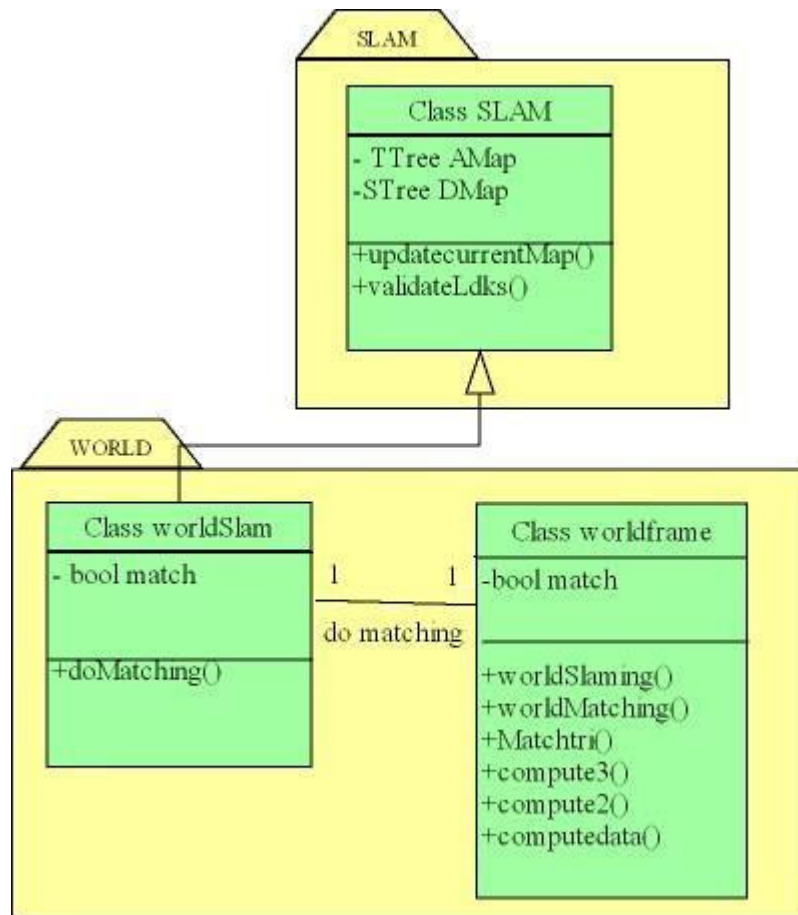 SLAM
Class SLAM
- TTree AMap
-STree DMap
+updatecurrentMap()
+validateLdks()
WORLD
Class worldSlam
- bool match
+doMatching()
1 1
do matching
Class worldframe
-bool match
+worldSlaming()
+worldMatching()
+Matchtri()
+compute3()
+compute2()
+computedata()